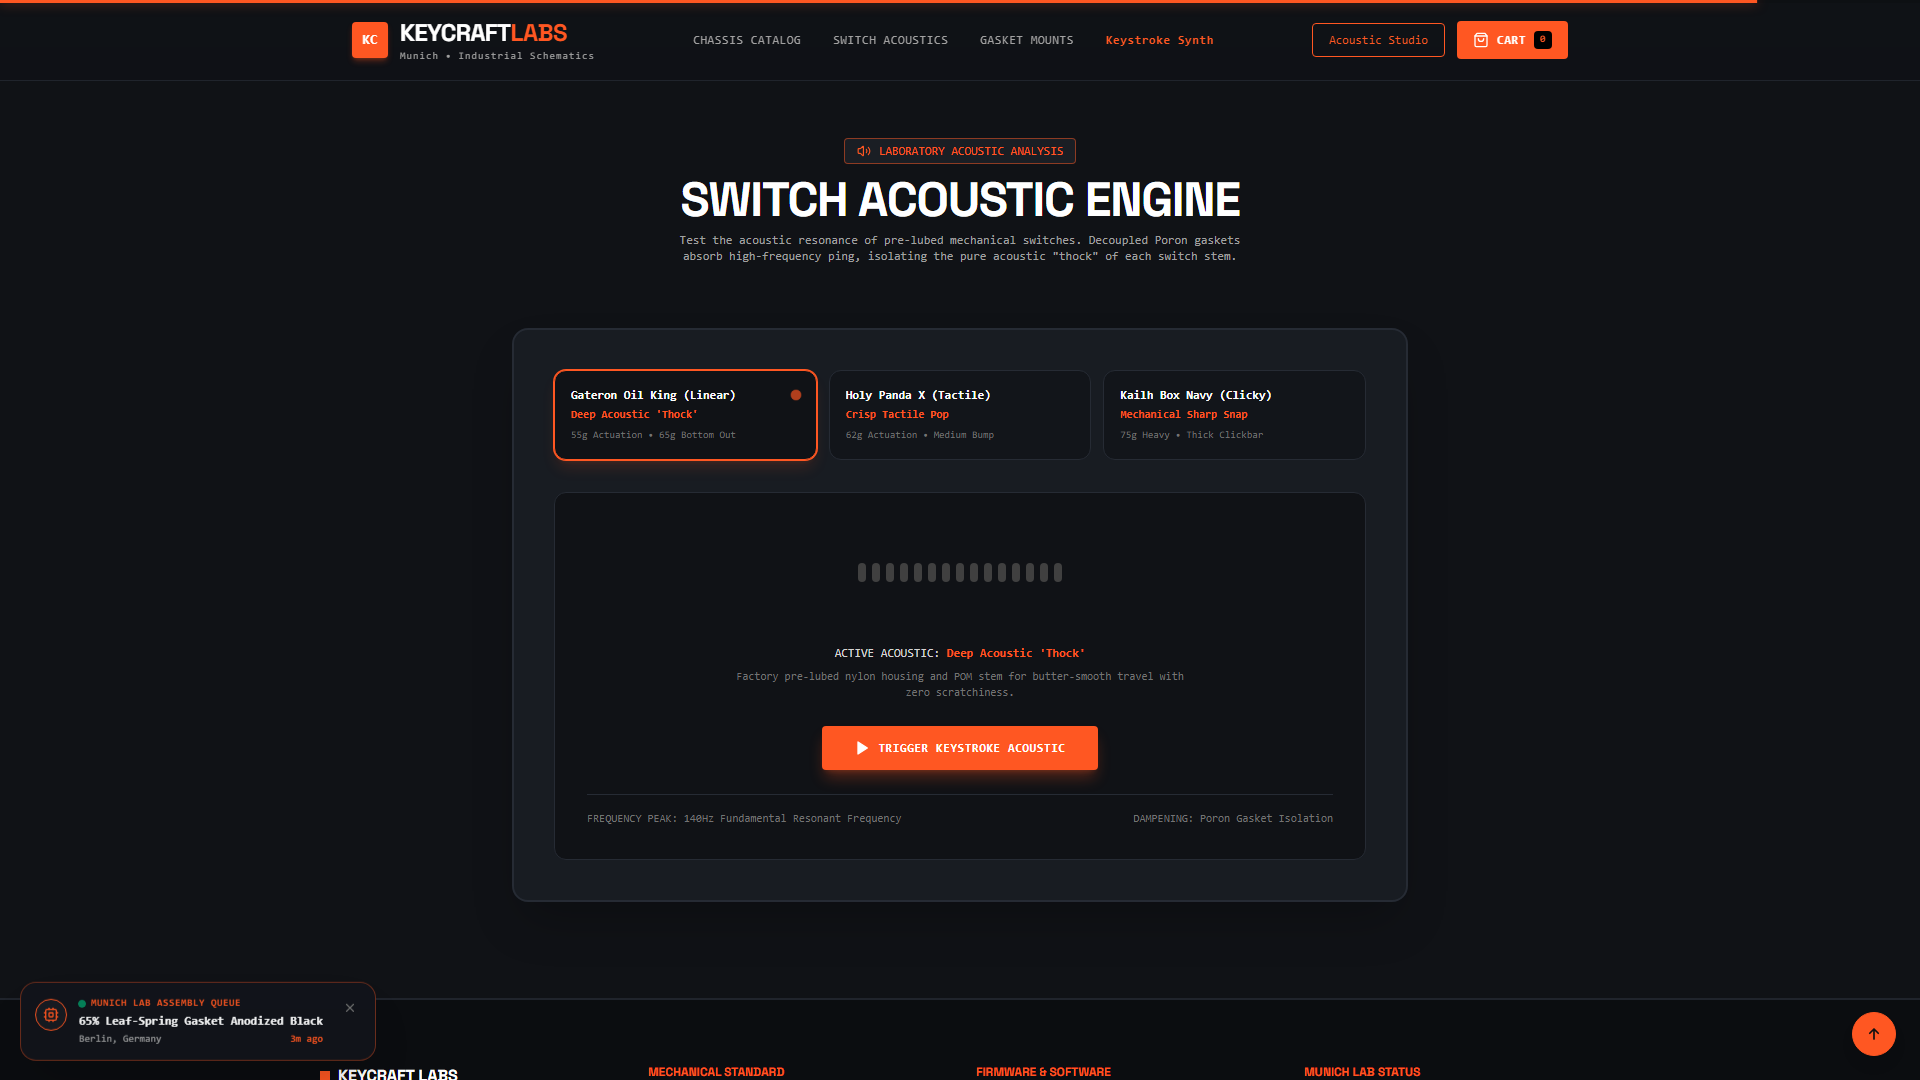 KC
KEYCRAFTLABS
Munich • Industrial Schematics
CHASSIS CATALOG
SWITCH ACOUSTICS
GASKET MOUNTS
Keystroke Synth
Acoustic Studio
CART 0
LABORATORY ACOUSTIC ANALYSIS
SWITCH ACOUSTIC ENGINE
Test the acoustic resonance of pre-lubed mechanical switches. Decoupled Poron gaskets
absorb high-frequency ping, isolating the pure acoustic "thock" of each switch stem.
Gateron Oil King (Linear)
Deep Acoustic 'Thock'
55g Actuation • 65g Bottom Out
Holy Panda X (Tactile)
Crisp Tactile Pop
62g Actuation • Medium Bump
Kailh Box Navy (Clicky)
Mechanical Sharp Snap
75g Heavy • Thick Clickbar
ACTIVE ACOUSTIC: Deep Acoustic 'Thock'
Factory pre-lubed nylon housing and POM stem for butter-smooth travel with
zero scratchiness.
TRIGGER KEYSTROKE ACOUSTIC
FREQUENCY PEAK: 140Hz Fundamental Resonant Frequency
DAMPENING: Poron Gasket Isolation
MUNICH LAB ASSEMBLY QUEUE
65% Leaf-Spring Gasket Anodized Black
Berlin, Germany
3m ago
KEYCRAFT LABS
MECHANICAL STANDARD
FIRMWARE & SOFTWARE
MUNICH LAB STATUS